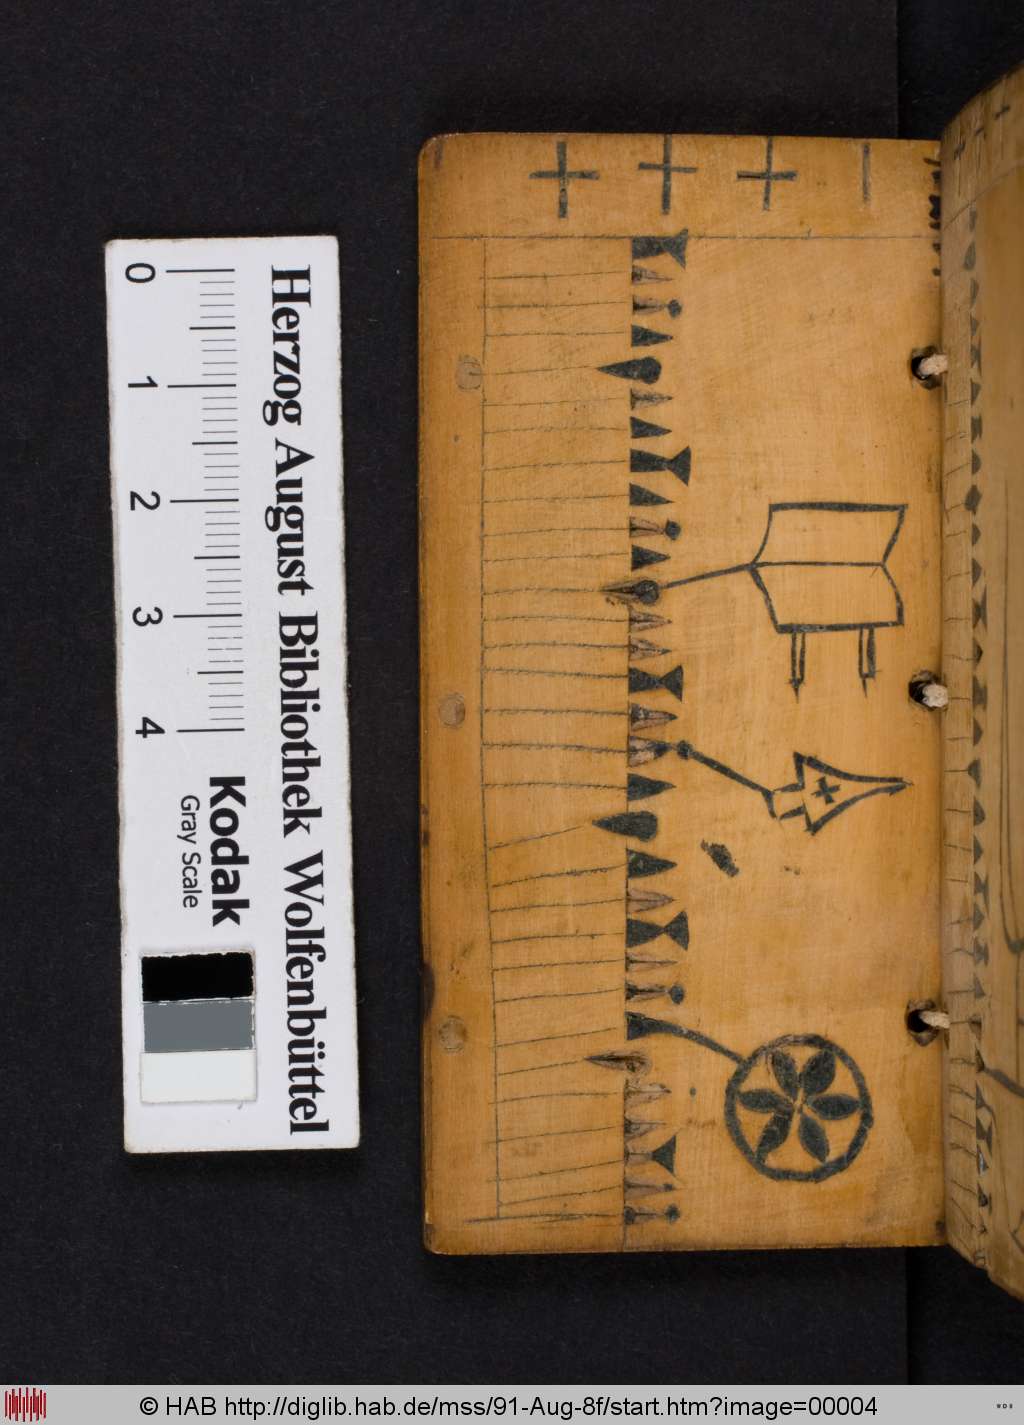 Herzog August Bibliothek Wolfenbüttel
0 1 2 3 4
Kodak
Gray Scale
© HAB http://diglib.hab.de/mss/91-Aug-8f/start.htm?image=00004